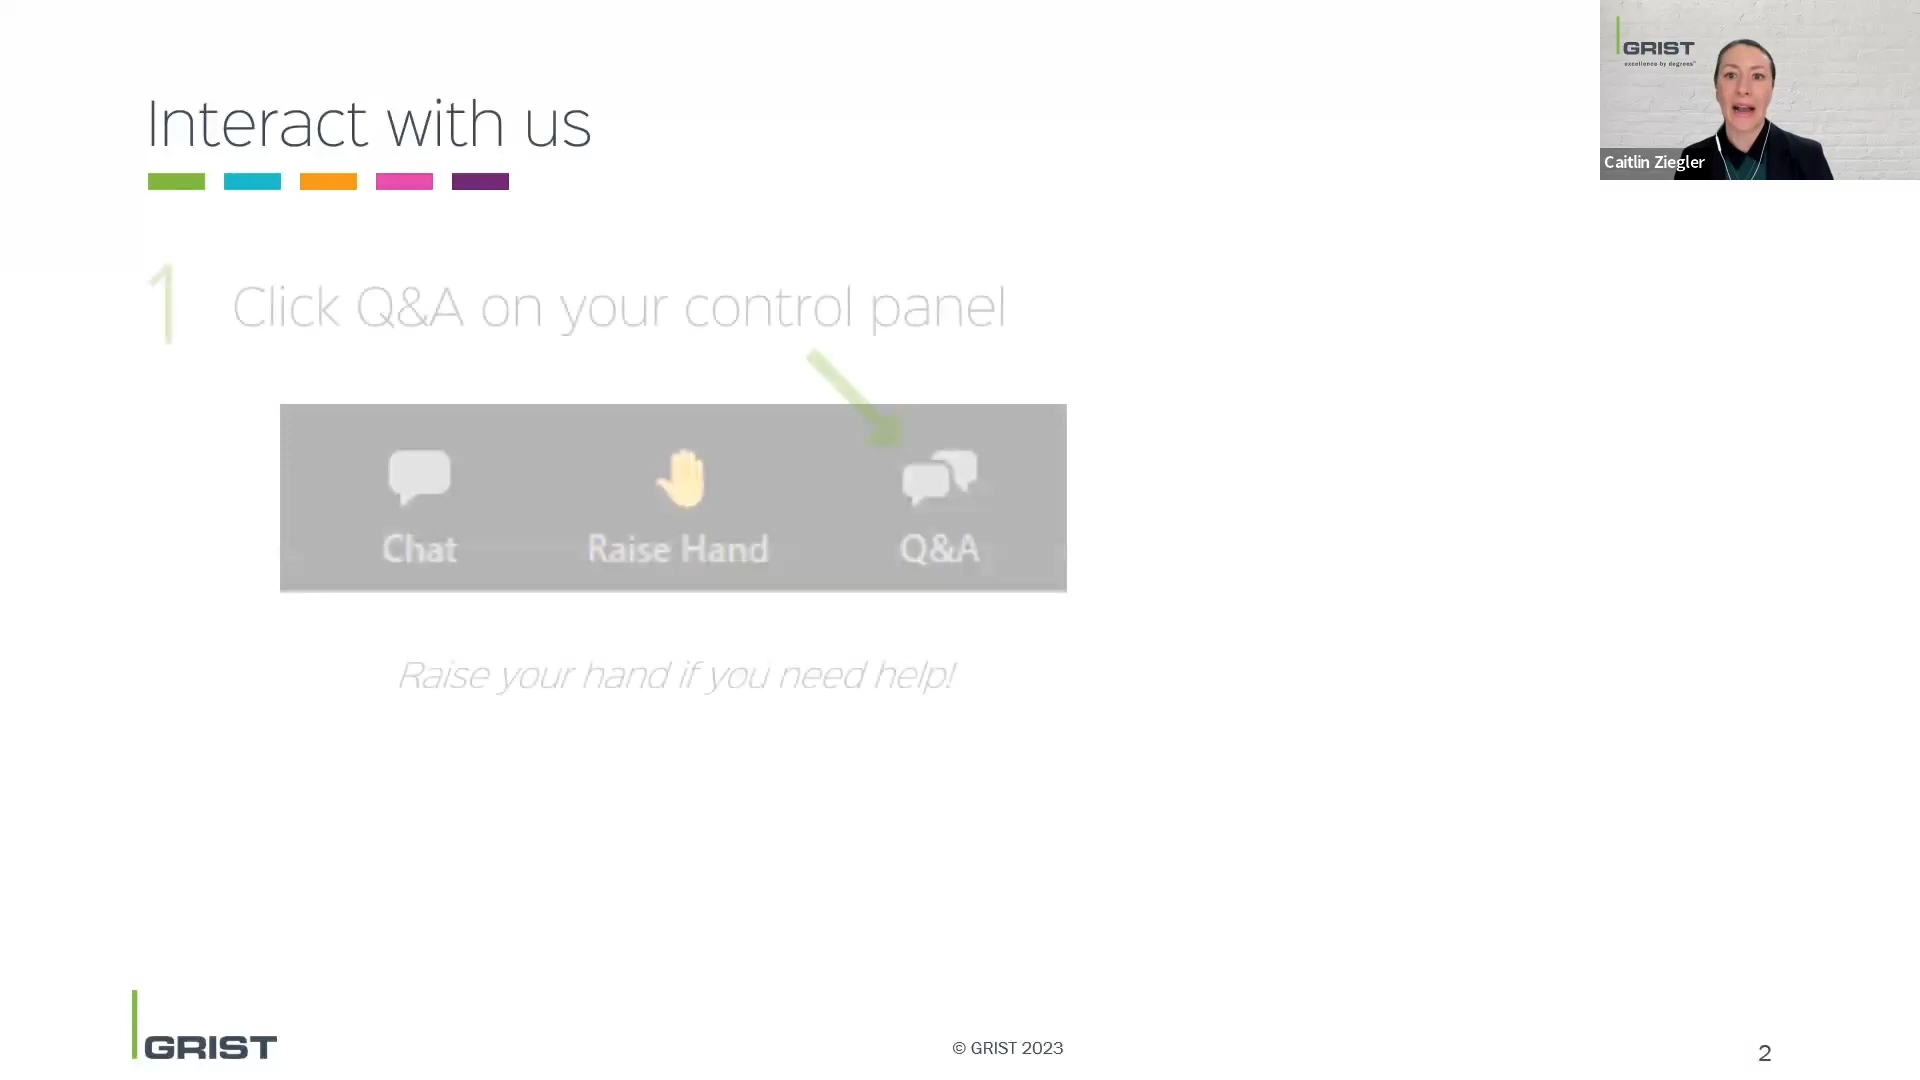 Interact with us
GRIST
excellence by degrees
Caitlin Ziegler
1 Click Q&A on your control panel
Chat Raise Hand Q&A
Raise your hand if you need help!
GRIST
© GRIST 2023
2